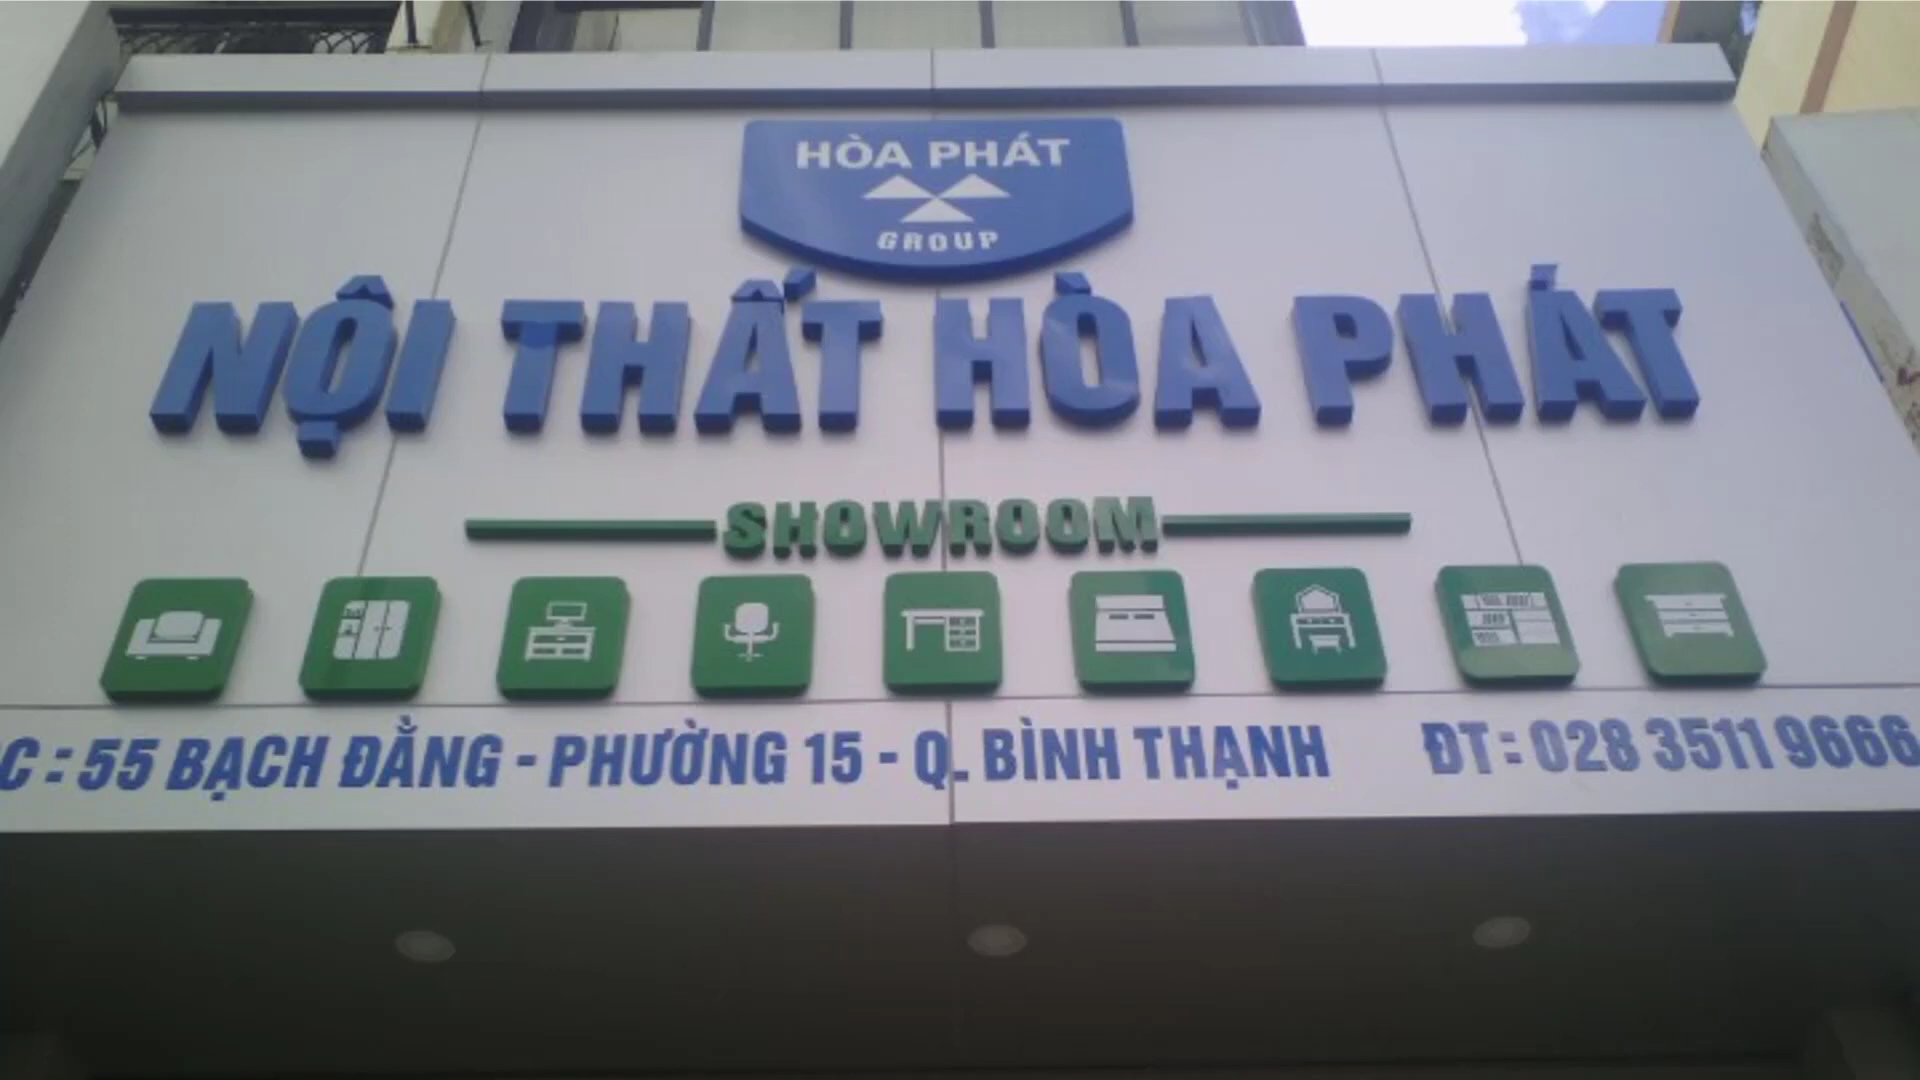 HÒA PHÁT
GROUP
NỘI THẤT HÒA PHÁT
SHOWROOM
ĐC : 55 BẠCH ĐẰNG - PHƯỜNG 15 - Q. BÌNH THẠNH ĐT : 028 3511 9666